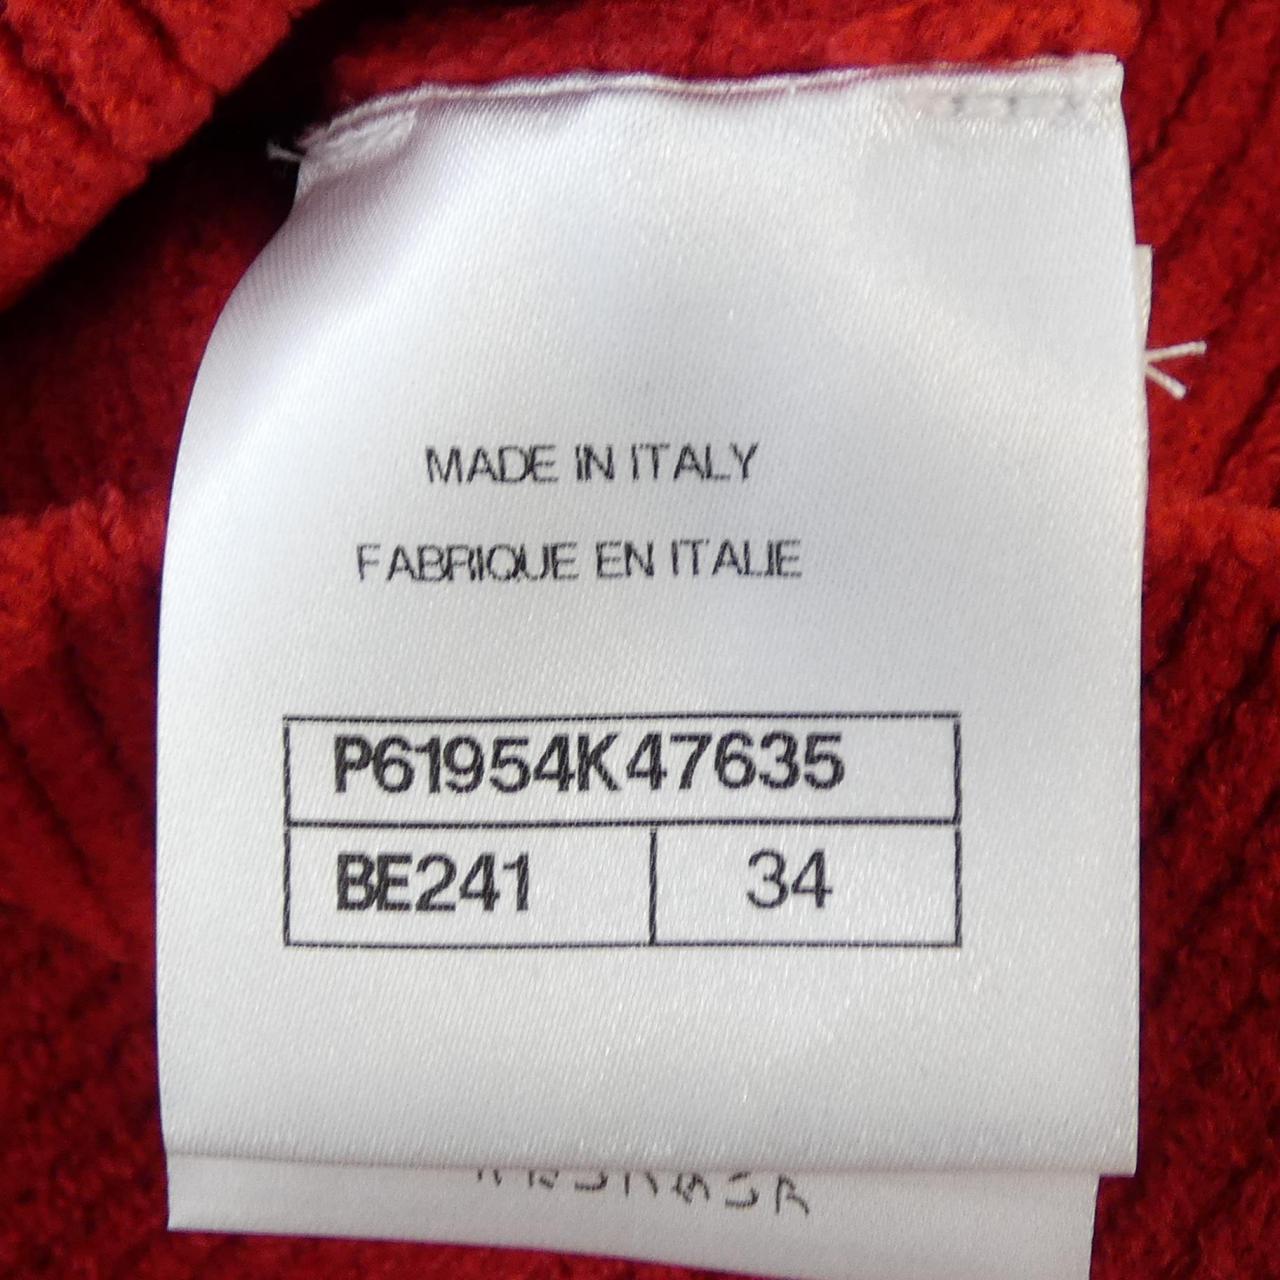 MADE IN ITALY
FABRIQUE EN ITALIE
P61954K47635
BE241 34